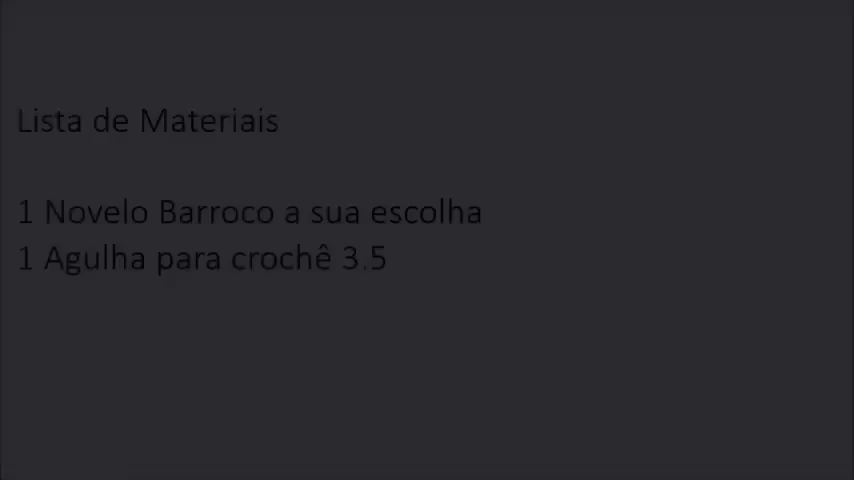 Lista de Materiais
1 Novelo Barroco a sua escolha
1 Agulha para crochê 3.5